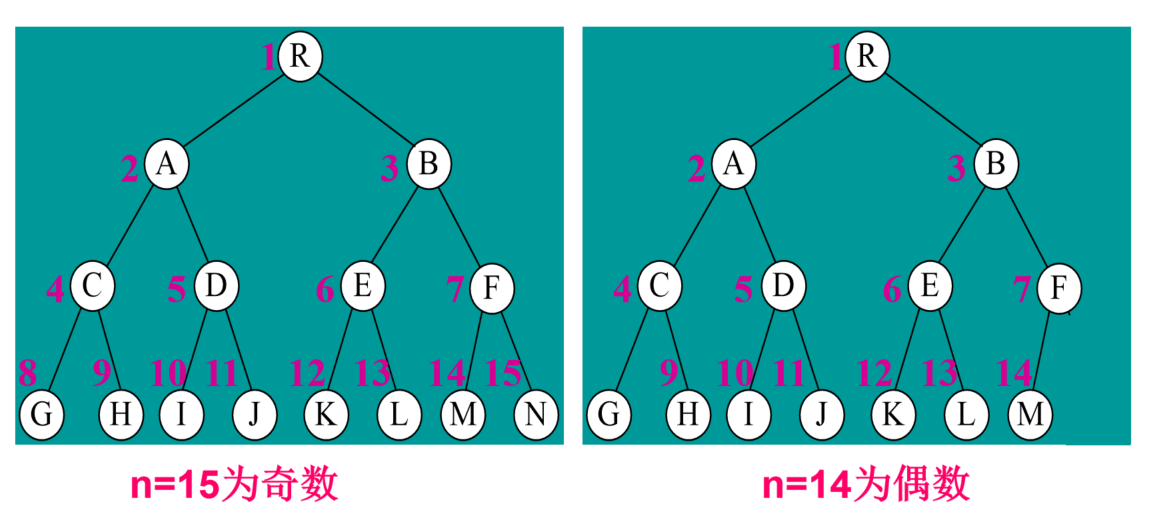 1 R 1 R
2 A 3 B 2 A 3 B
4 C 5 D 6 E 7 F 4 C 5 D 6 E 7 F
8 9 10 11 12 13 14 15 9 10 11 12 13 14
G H I J K L M N G H I J K L M
n=15为奇数 n=14为偶数